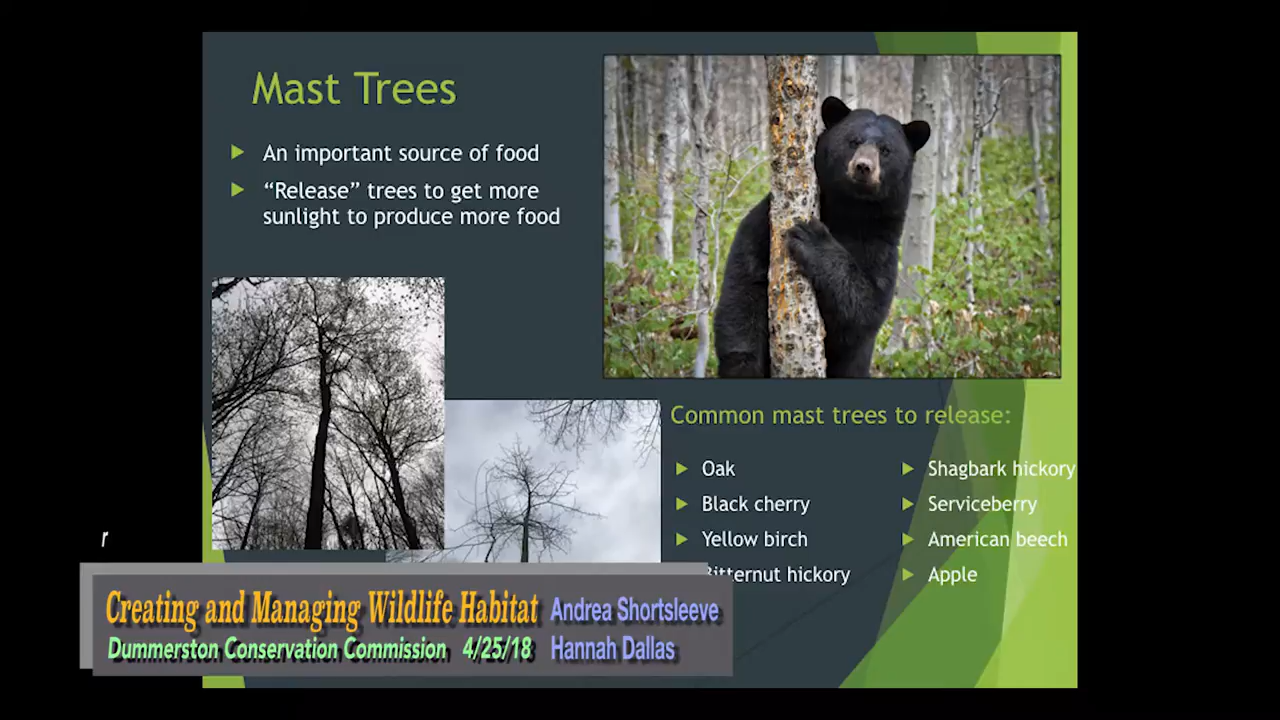 Mast Trees
An important source of food
“Release” trees to get more
sunlight to produce more food
Common mast trees to release:
Oak
Black cherry
Yellow birch
Bitternut hickory
Shagbark hickory
Serviceberry
American beech
Apple
r
Creating and Managing Wildlife Habitat
Andrea Shortsleeve
Dummerston Conservation Commission 4/25/18
Hannah Dallas